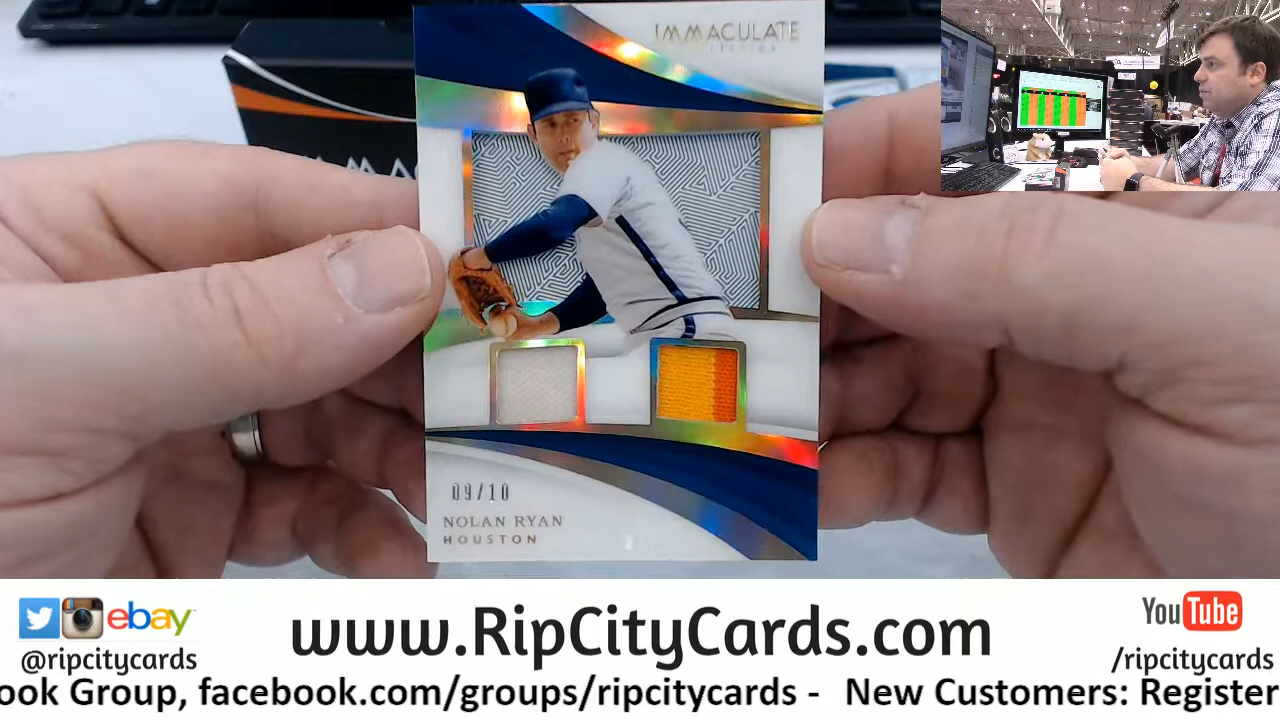 IMMACULATE
COLLECTION
09/10
NOLAN RYAN
HOUSTON
ebay
www.RipCityCards.com
YouTube
@ripcitycards
/ripcitycards
ook Group, facebook.com/groups/ripcitycards - New Customers: Register